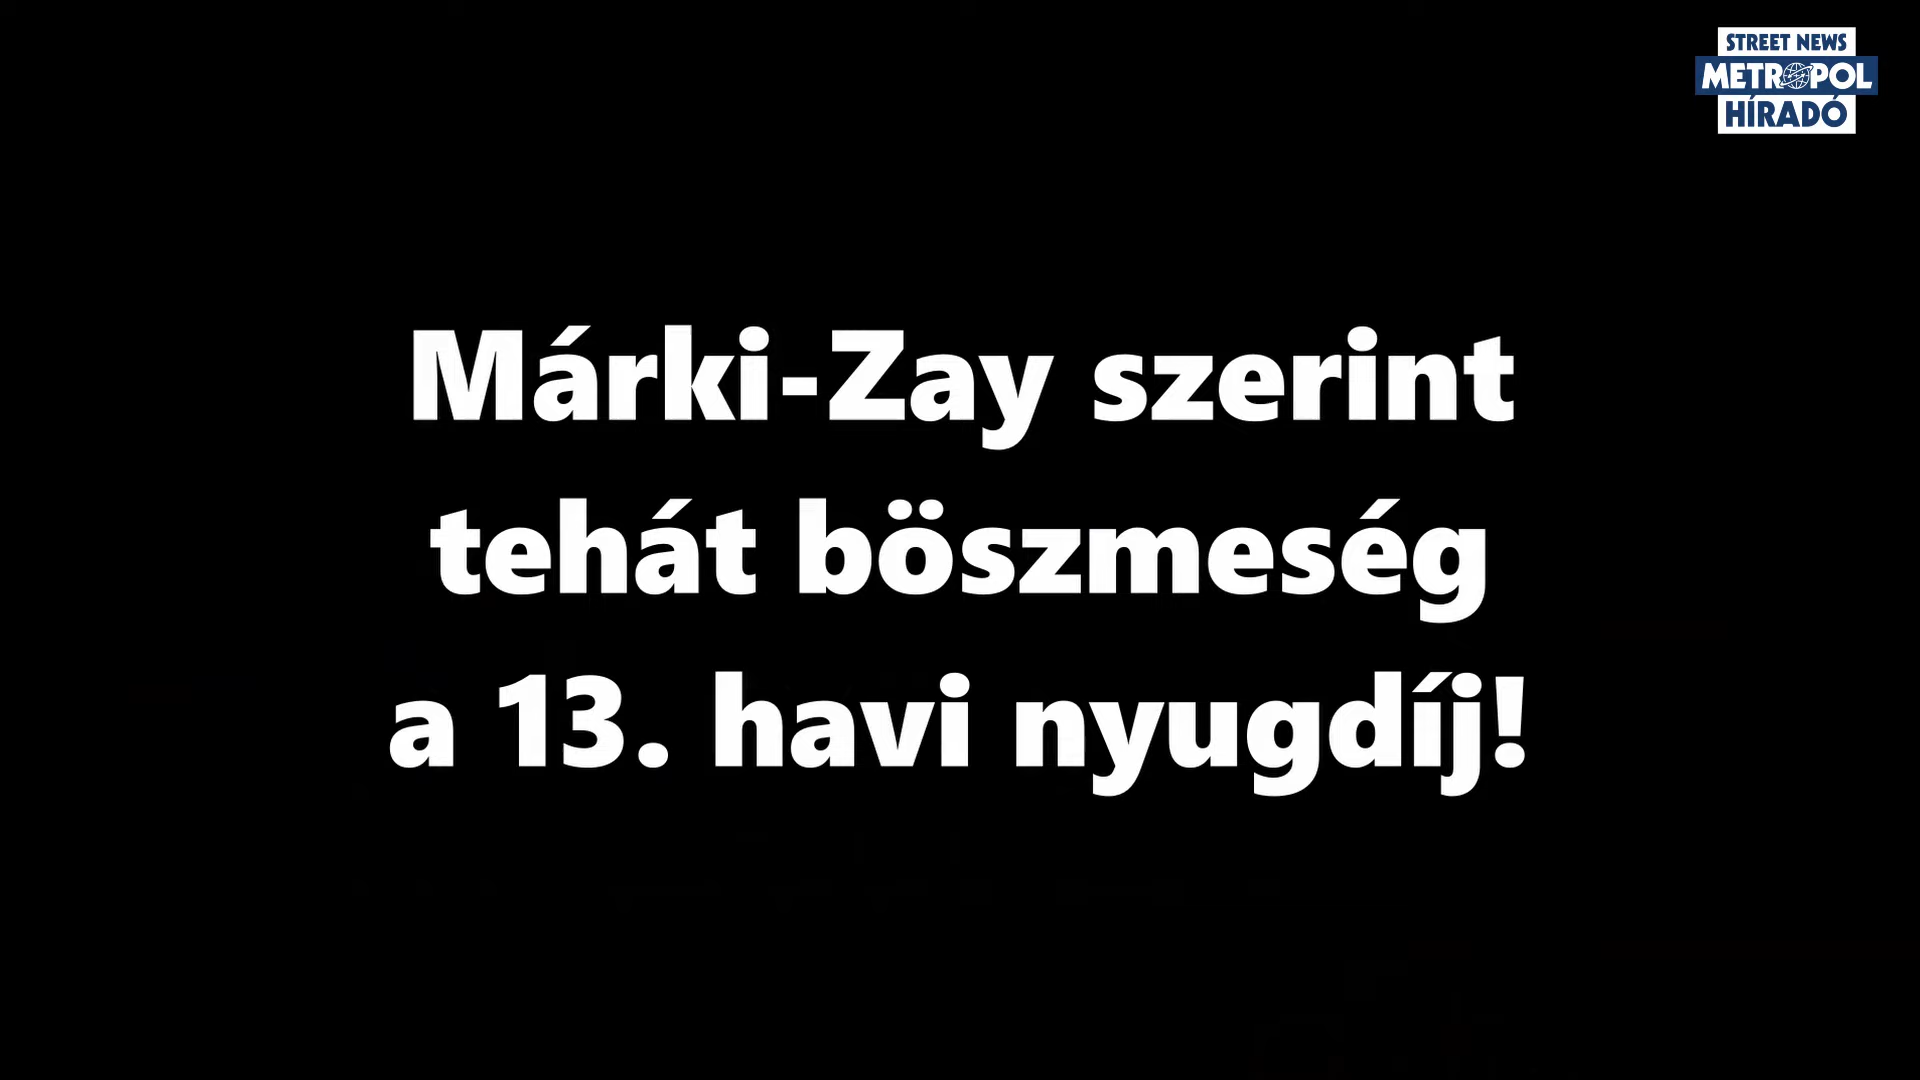 STREET NEWS
METROPOL
HÍRADÓ
Márki-Zay szerint
tehát böszmeség
a 13. havi nyugdíj!